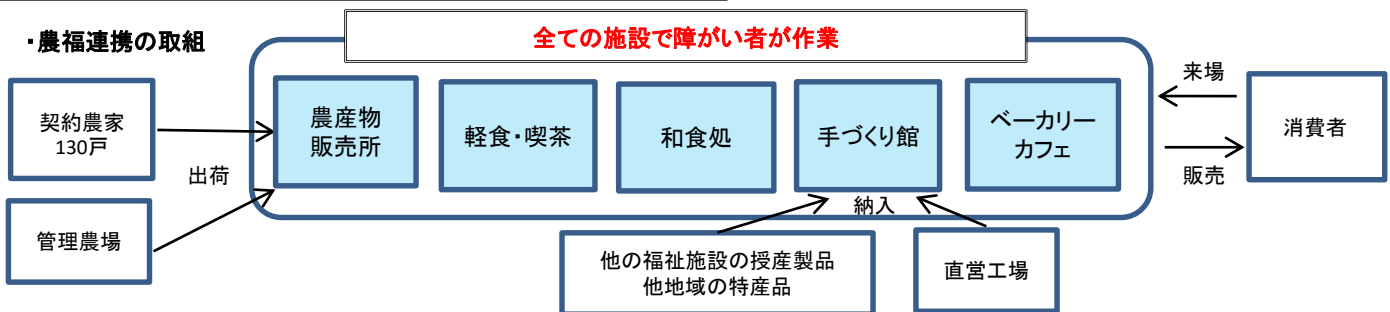 ・農福連携の取組
全ての施設で障がい者が作業
契約農家
130戸
管理農場
出荷
農産物
販売所
軽食・喫茶
和食処
手づくり館
ベーカリー
カフェ
納入
他の福祉施設の授産製品
他地域の特産品
直営工場
来場
販売
消費者